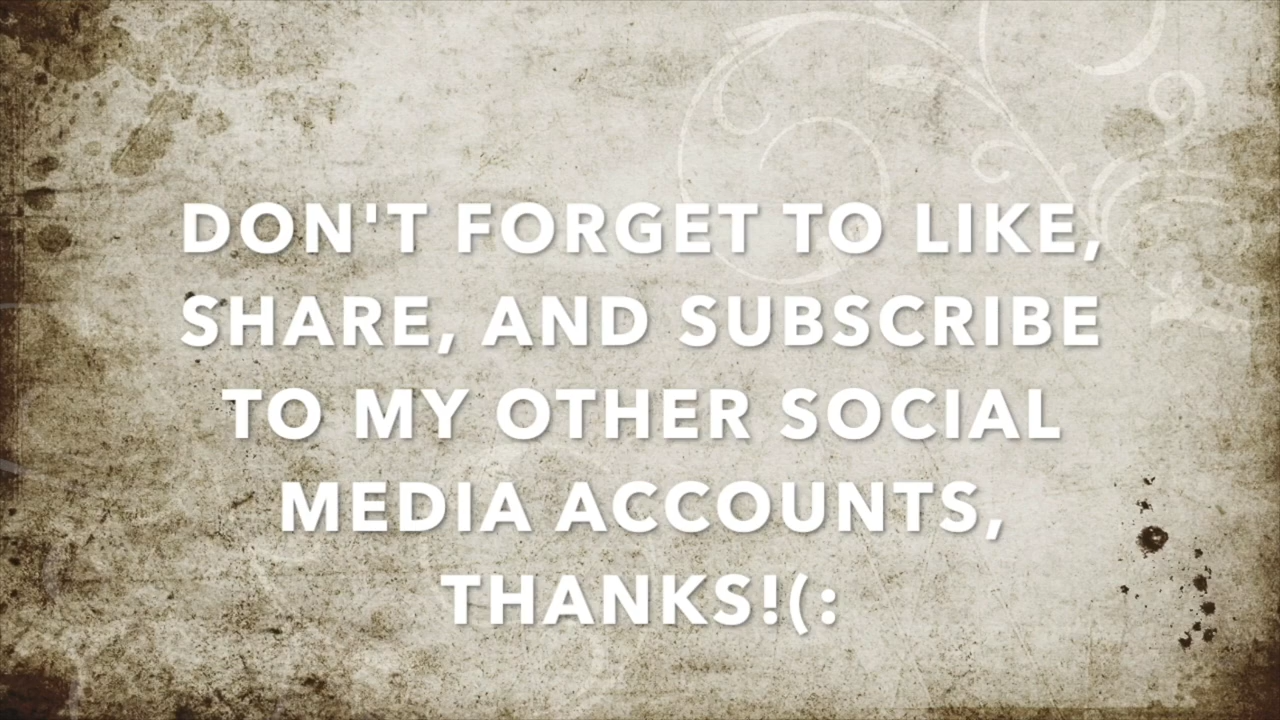 DON'T FORGET TO LIKE,
SHARE, AND SUBSCRIBE
TO MY OTHER SOCIAL
MEDIA ACCOUNTS,
THANKS!(: